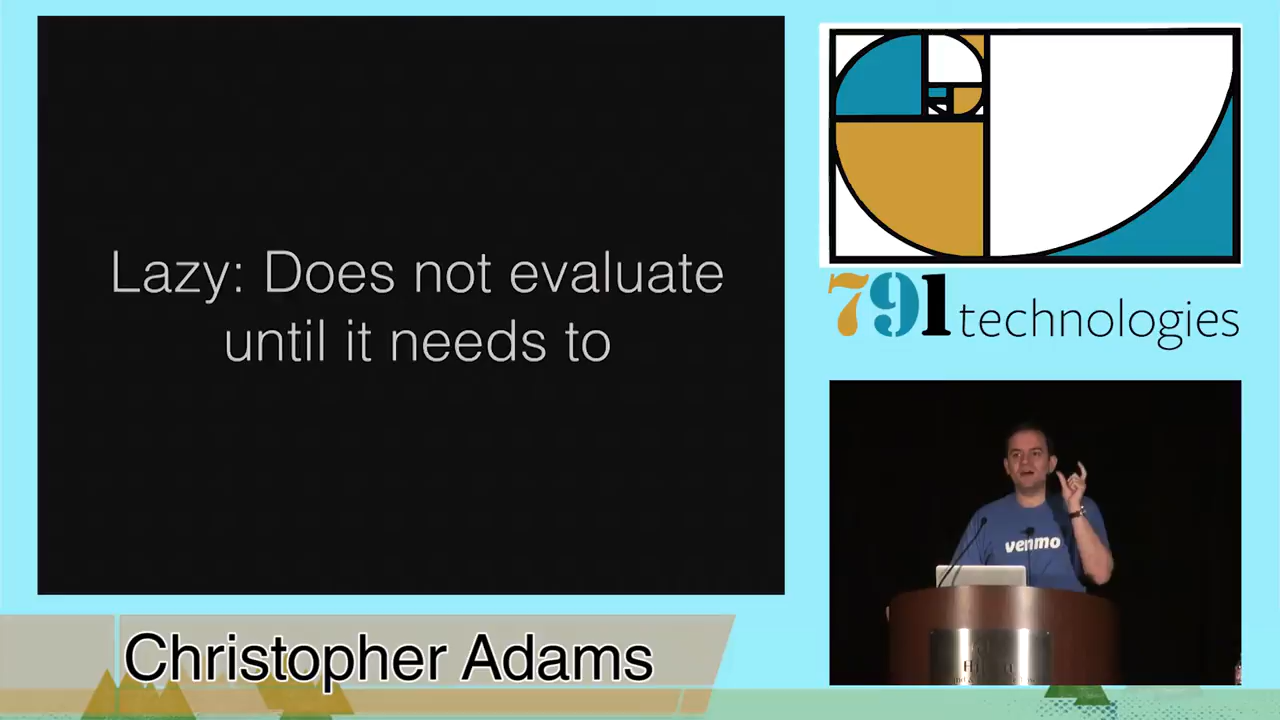 Lazy: Does not evaluate
until it needs to
791 technologies
venmo
Christopher Adams